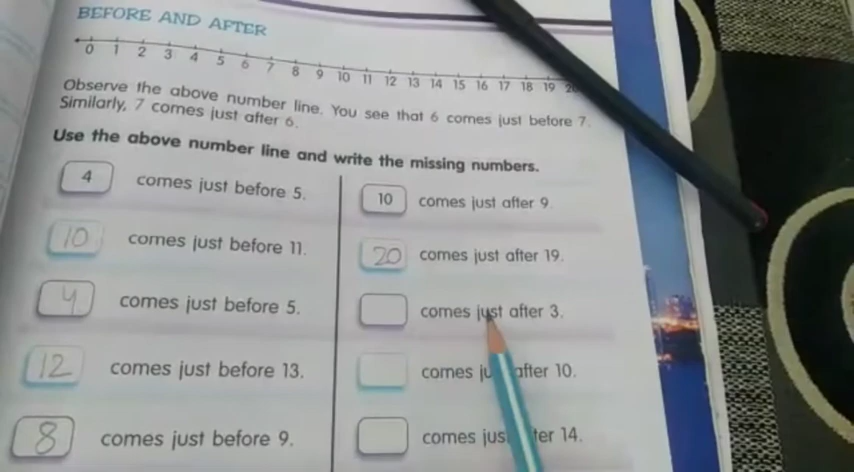 BEFORE AND AFTER
0 1 2 3 4 5 6 7 8 9 10 11 12 13 14 15 16 17 18 19
Observe the above number line. You see that 6 comes just before 7.
Similarly, 7 comes just after 6.
Use the above number line and write the missing numbers.
4 comes just before 5.
10 comes just before 11.
4 comes just before 5.
12 comes just before 13.
8 comes just before 9.
10 comes just after 9.
20 comes just after 19.
comes just after 3.
comes after 10.
comes 14.